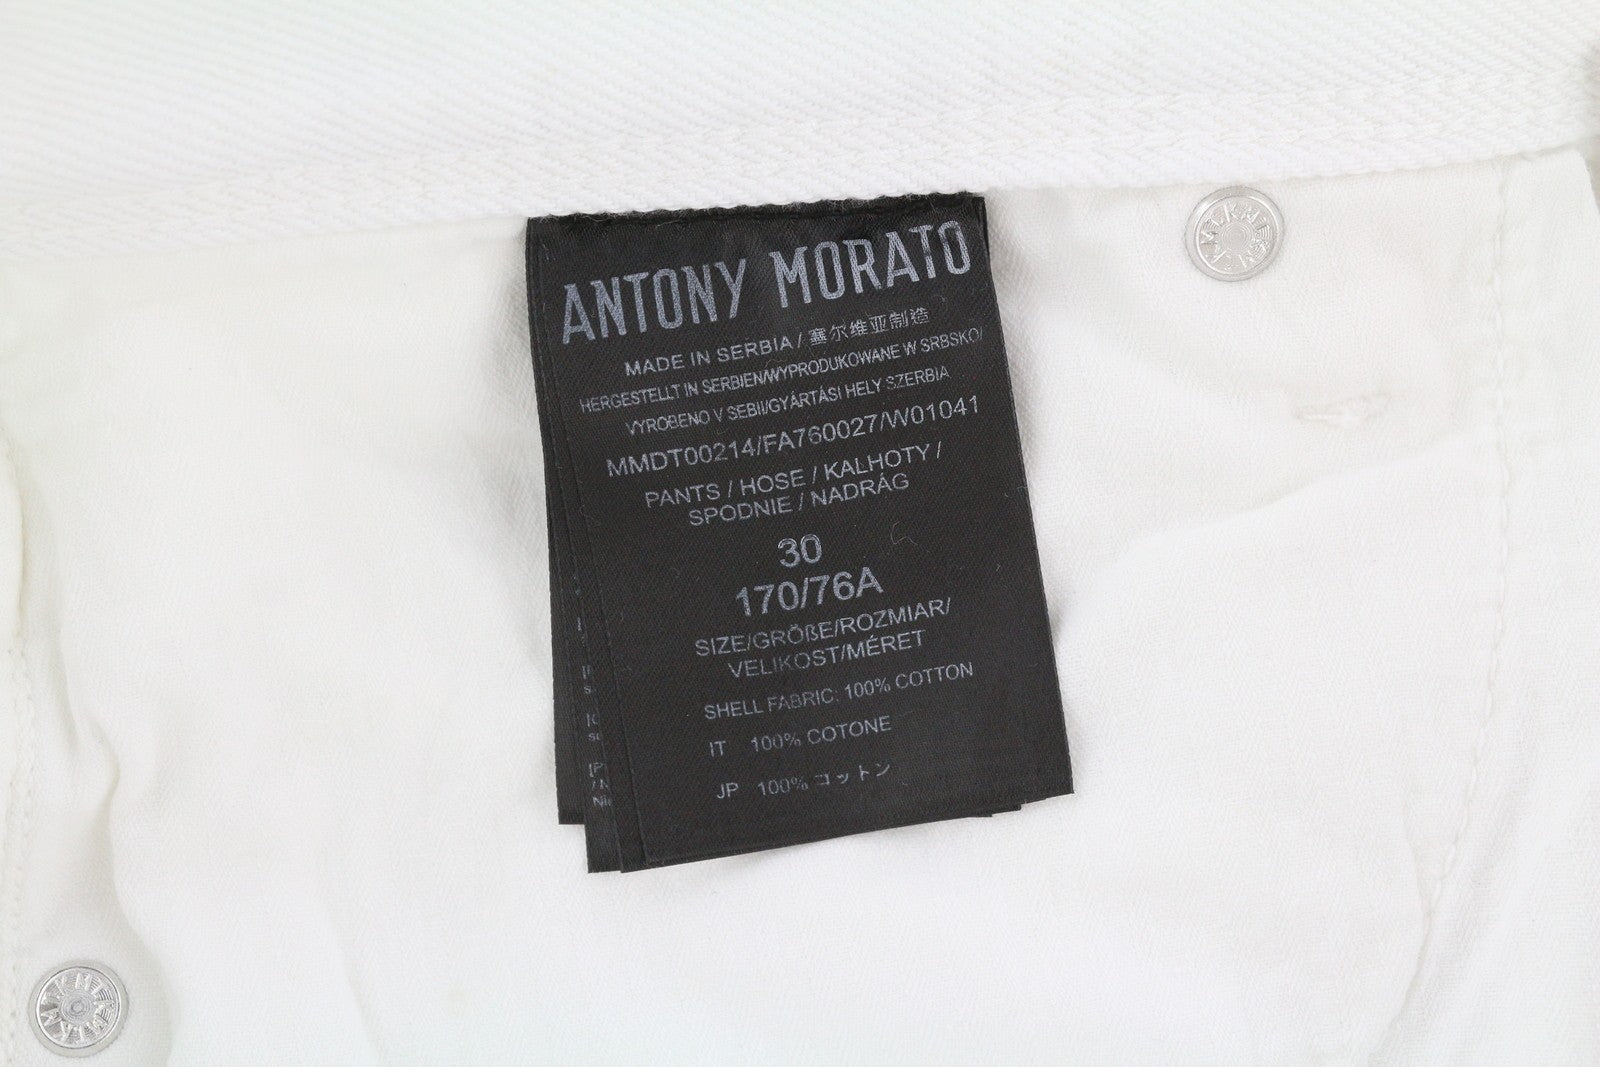 ANTONY MORATO
MADE IN SERBIA / 塞尔维亚制造
HERGESTELLT IN SERBIEN/WYPRODUKOWANE W SRBSKO/
VYROBENO V SEBII/GYÁRTÁSI HELY SZERBIA
MMDT00214/FA760027/W01041
PANTS / HOSE / KALHOTY /
SPODNIE / NADRÁG
30
170/76A
SIZE/GRÖßE/ROZMIAR/
VELIKOST/MÉRET
SHELL FABRIC: 100% COTTON
IT 100% COTONE
JP 100% コットン